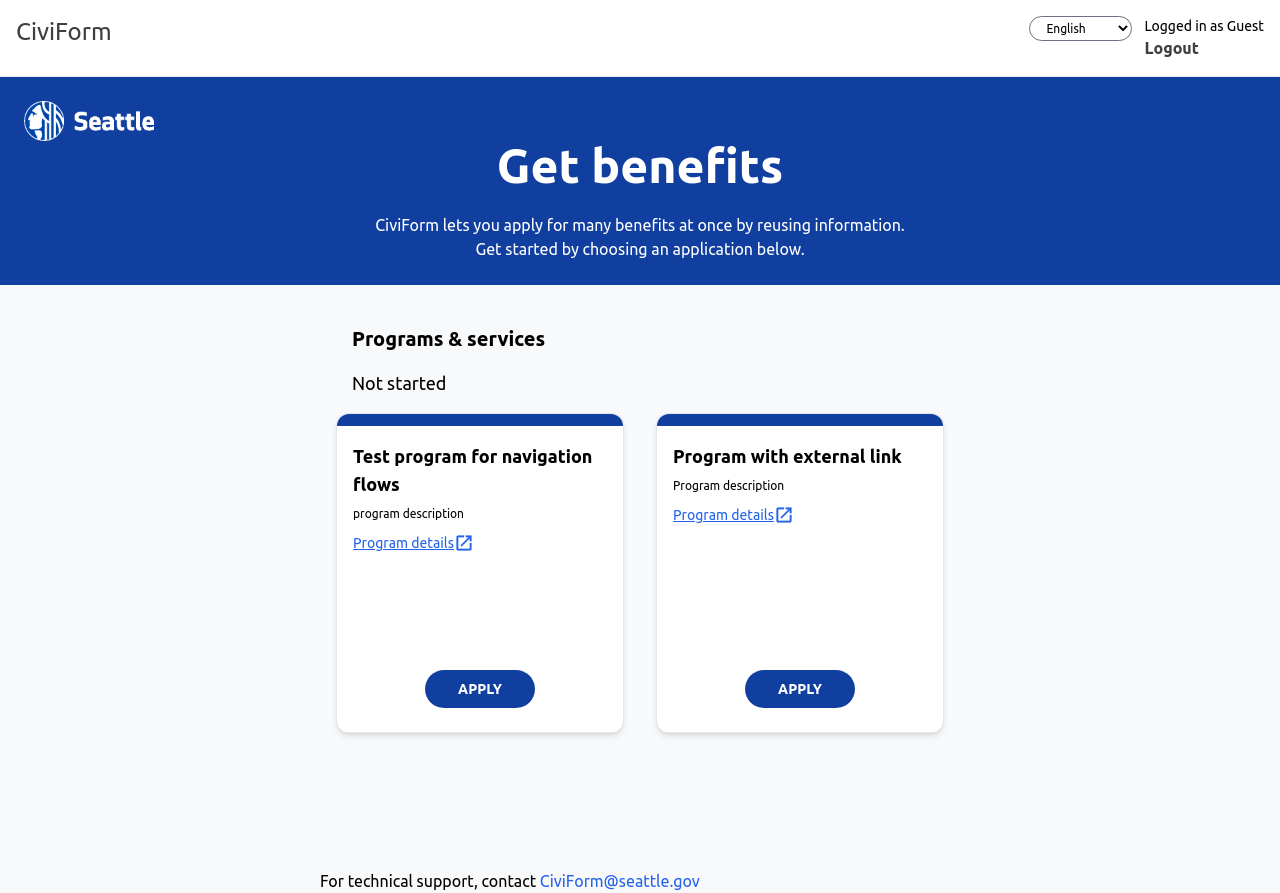 CiviForm
English
Logged in as Guest
Logout
Seattle
Get benefits
CiviForm lets you apply for many benefits at once by reusing information.
Get started by choosing an application below.
Programs & services
Not started
Test program for navigation
flows
program description
Program details
APPLY
Program with external link
Program description
Program details
APPLY
For technical support, contact CiviForm@seattle.gov